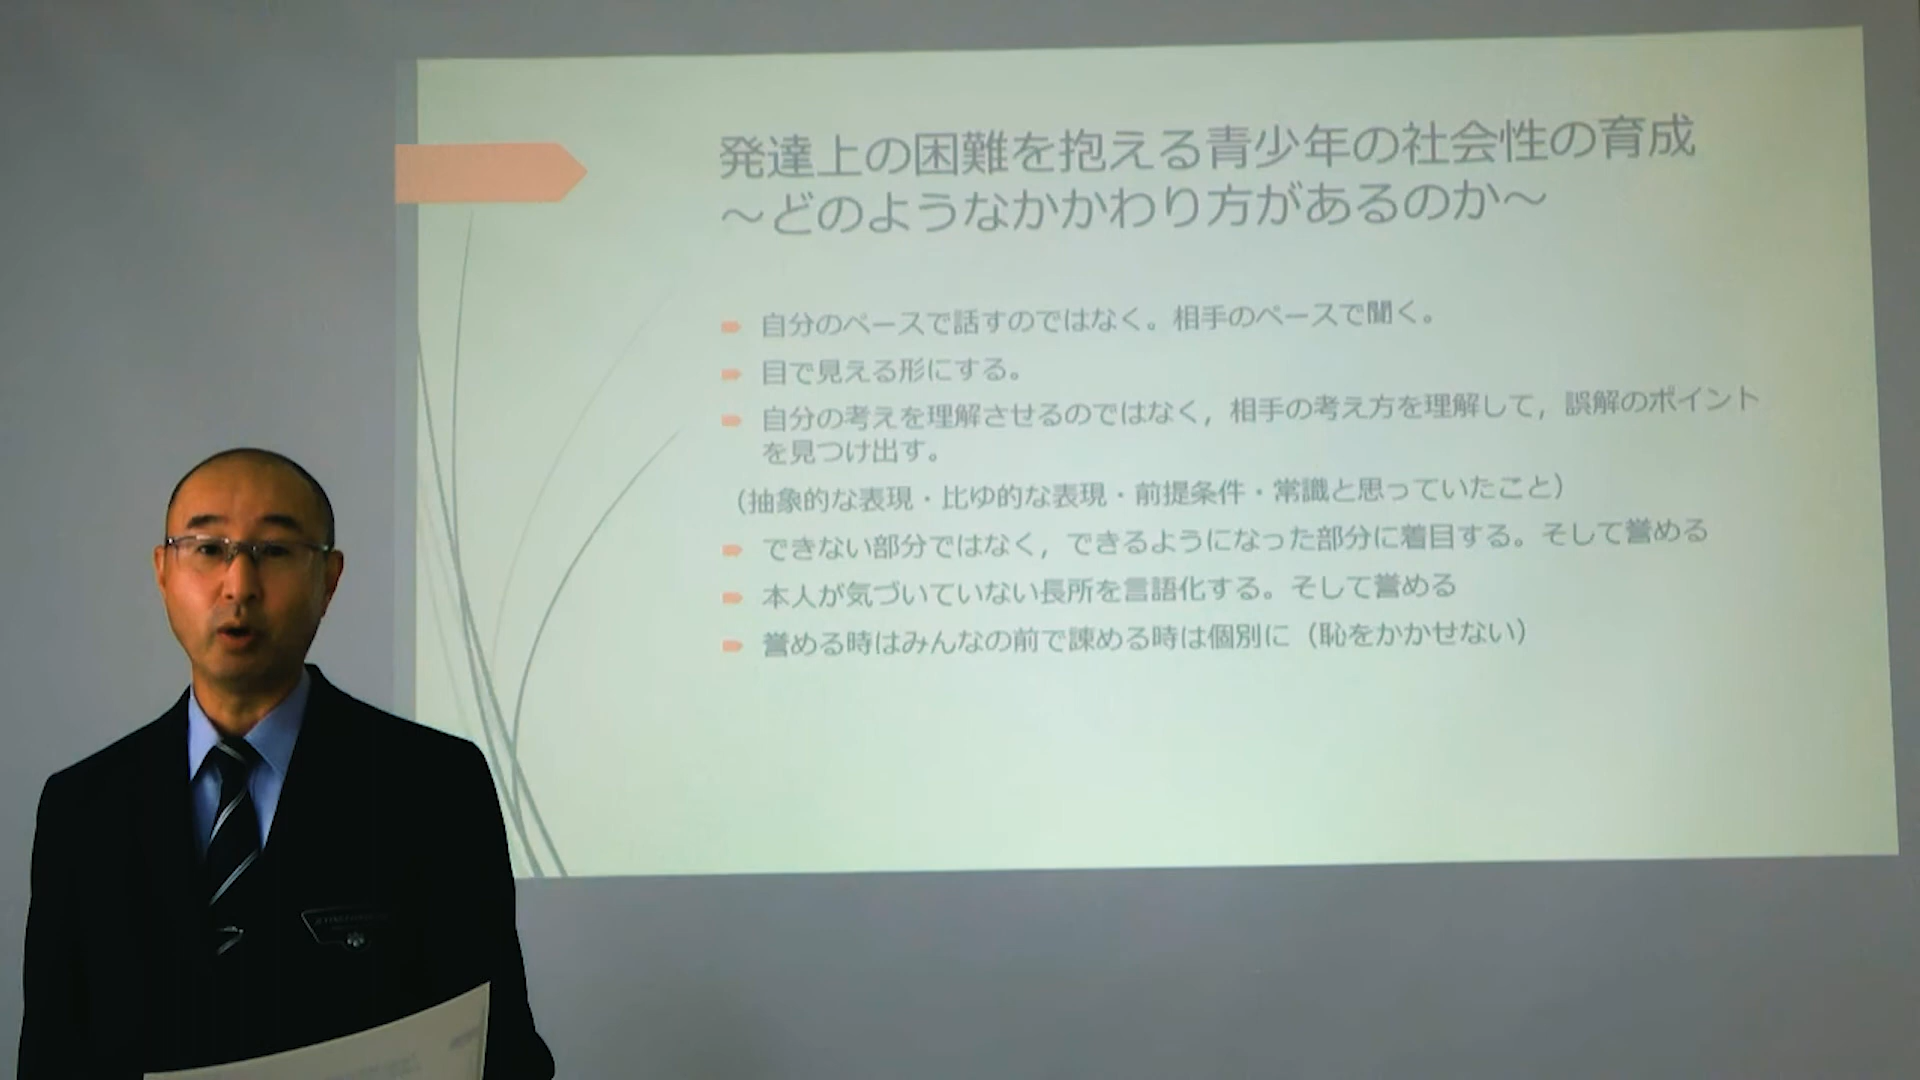 発達上の困難を抱える青少年の社会性の育成
～どのようなかかわり方があるのか～
自分のペースで話すのではなく。相手のペースで聞く。
目で見える形にする。
自分の考えを理解させるのではなく，相手の考え方を理解して，誤解のポイント
を見つけ出す。
（抽象的な表現・比ゆ的な表現・前提条件・常識と思っていたこと）
できない部分ではなく，できるようになった部分に着目する。そして誉める
本人が気づいていない長所を言語化する。そして誉める
誉める時はみんなの前で諌める時は個別に（恥をかかせない）